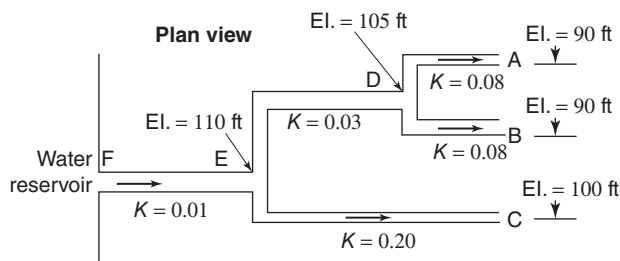 Plan view
El. = 105 ft
El. = 90 ft
A
D
K = 0.08
El. = 110 ft
K = 0.03
El. = 90 ft
B
K = 0.08
Water F
E
reservoir
K = 0.01
El. = 100 ft
C
K = 0.20